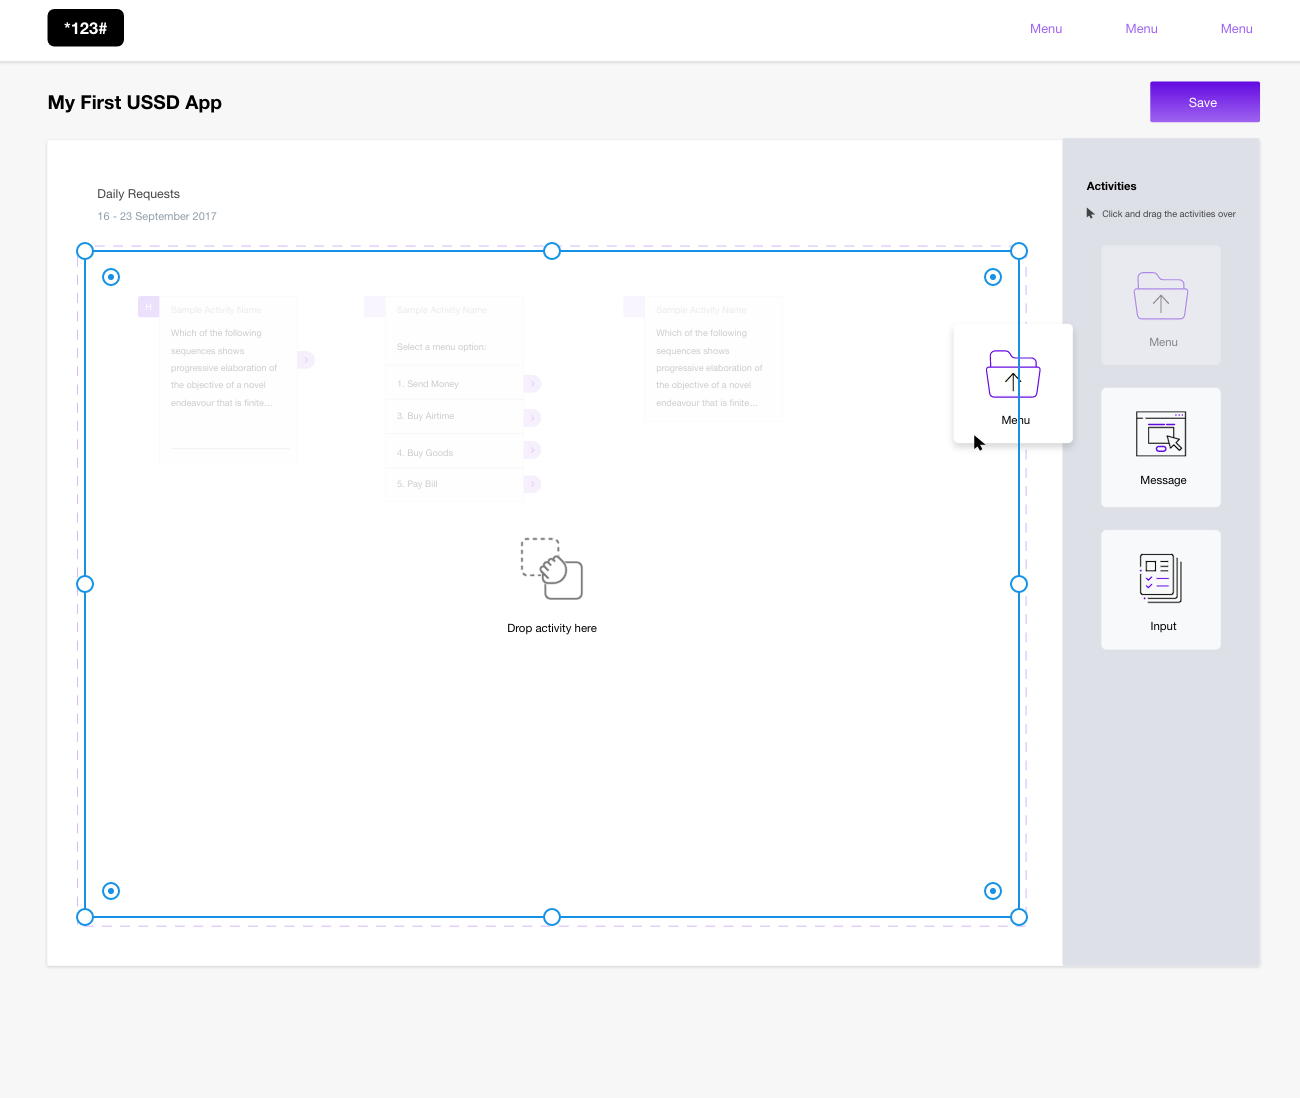 *123#
Menu Menu Menu
My First USSD App
Save
Daily Requests
16 - 23 September 2017
Activities
Click and drag the activities over
H
Sample Activity Name
Which of the following
sequences shows
progressive elaboration of
the objective of a novel
endeavour that is finite...
Sample Activity Name
Select a menu option:
1. Send Money
3. Buy Airtime
4. Buy Goods
5. Pay Bill
Sample Activity Name
Which of the following
sequences shows
progressive elaboration of
the objective of a novel
endeavour that is finite...
Menu
Drop activity here
Menu
Message
Input